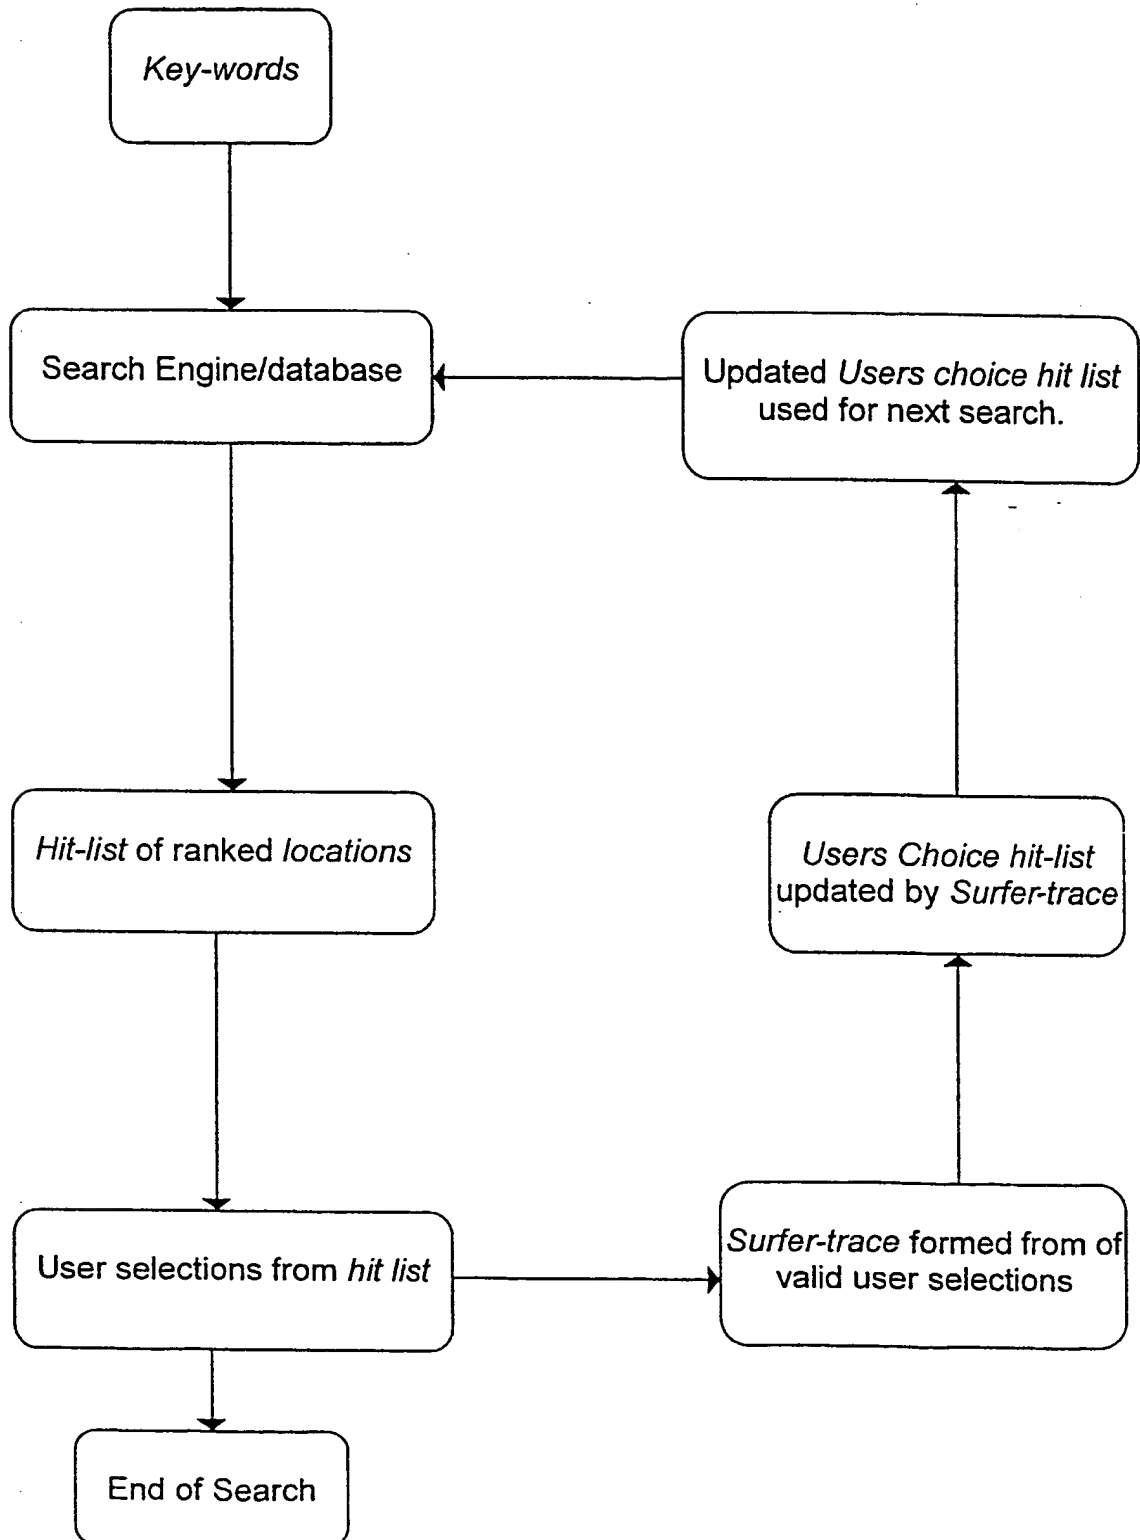 Key-words
Search Engine/database
Updated Users choice hit list
used for next search.
Hit-list of ranked locations
Users Choice hit-list
updated by Surfer-trace
User selections from hit list
Surfer-trace formed from of
valid user selections
End of Search